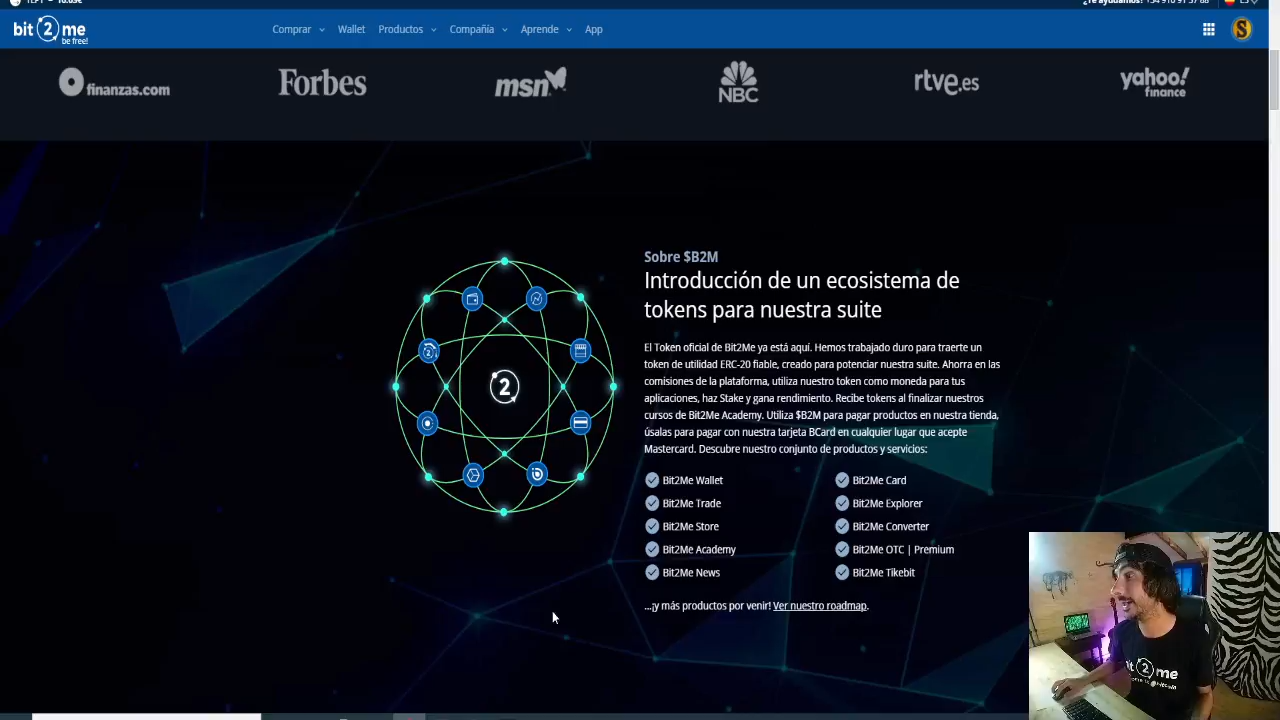 bit 2 me
be free!
Comprar Wallet Productos Compañía Aprende App
finanzas.com Forbes msn NBC rtve.es yahoo! finance
Sobre $B2M
Introducción de un ecosistema de
tokens para nuestra suite
El Token oficial de Bit2Me ya está aquí. Hemos trabajado duro para traerte un
token de utilidad ERC-20 fiable, creado para potenciar nuestra suite. Ahorra en las
comisiones de la plataforma, utiliza nuestro token como moneda para tus
aplicaciones, haz Stake y gana rendimiento. Recibe tokens al finalizar nuestros
cursos de Bit2Me Academy. Utiliza $B2M para pagar productos en nuestra tienda,
úsalas para pagar con nuestra tarjeta BCard en cualquier lugar que acepte
Mastercard. Descubre nuestro conjunto de productos y servicios:
Bit2Me Wallet Bit2Me Card
Bit2Me Trade Bit2Me Explorer
Bit2Me Store Bit2Me Converter
Bit2Me Academy Bit2Me OTC | Premium
Bit2Me News Bit2Me Tikebit
...¡y más productos por venir! Ver nuestro roadmap.
2
bit 2 me